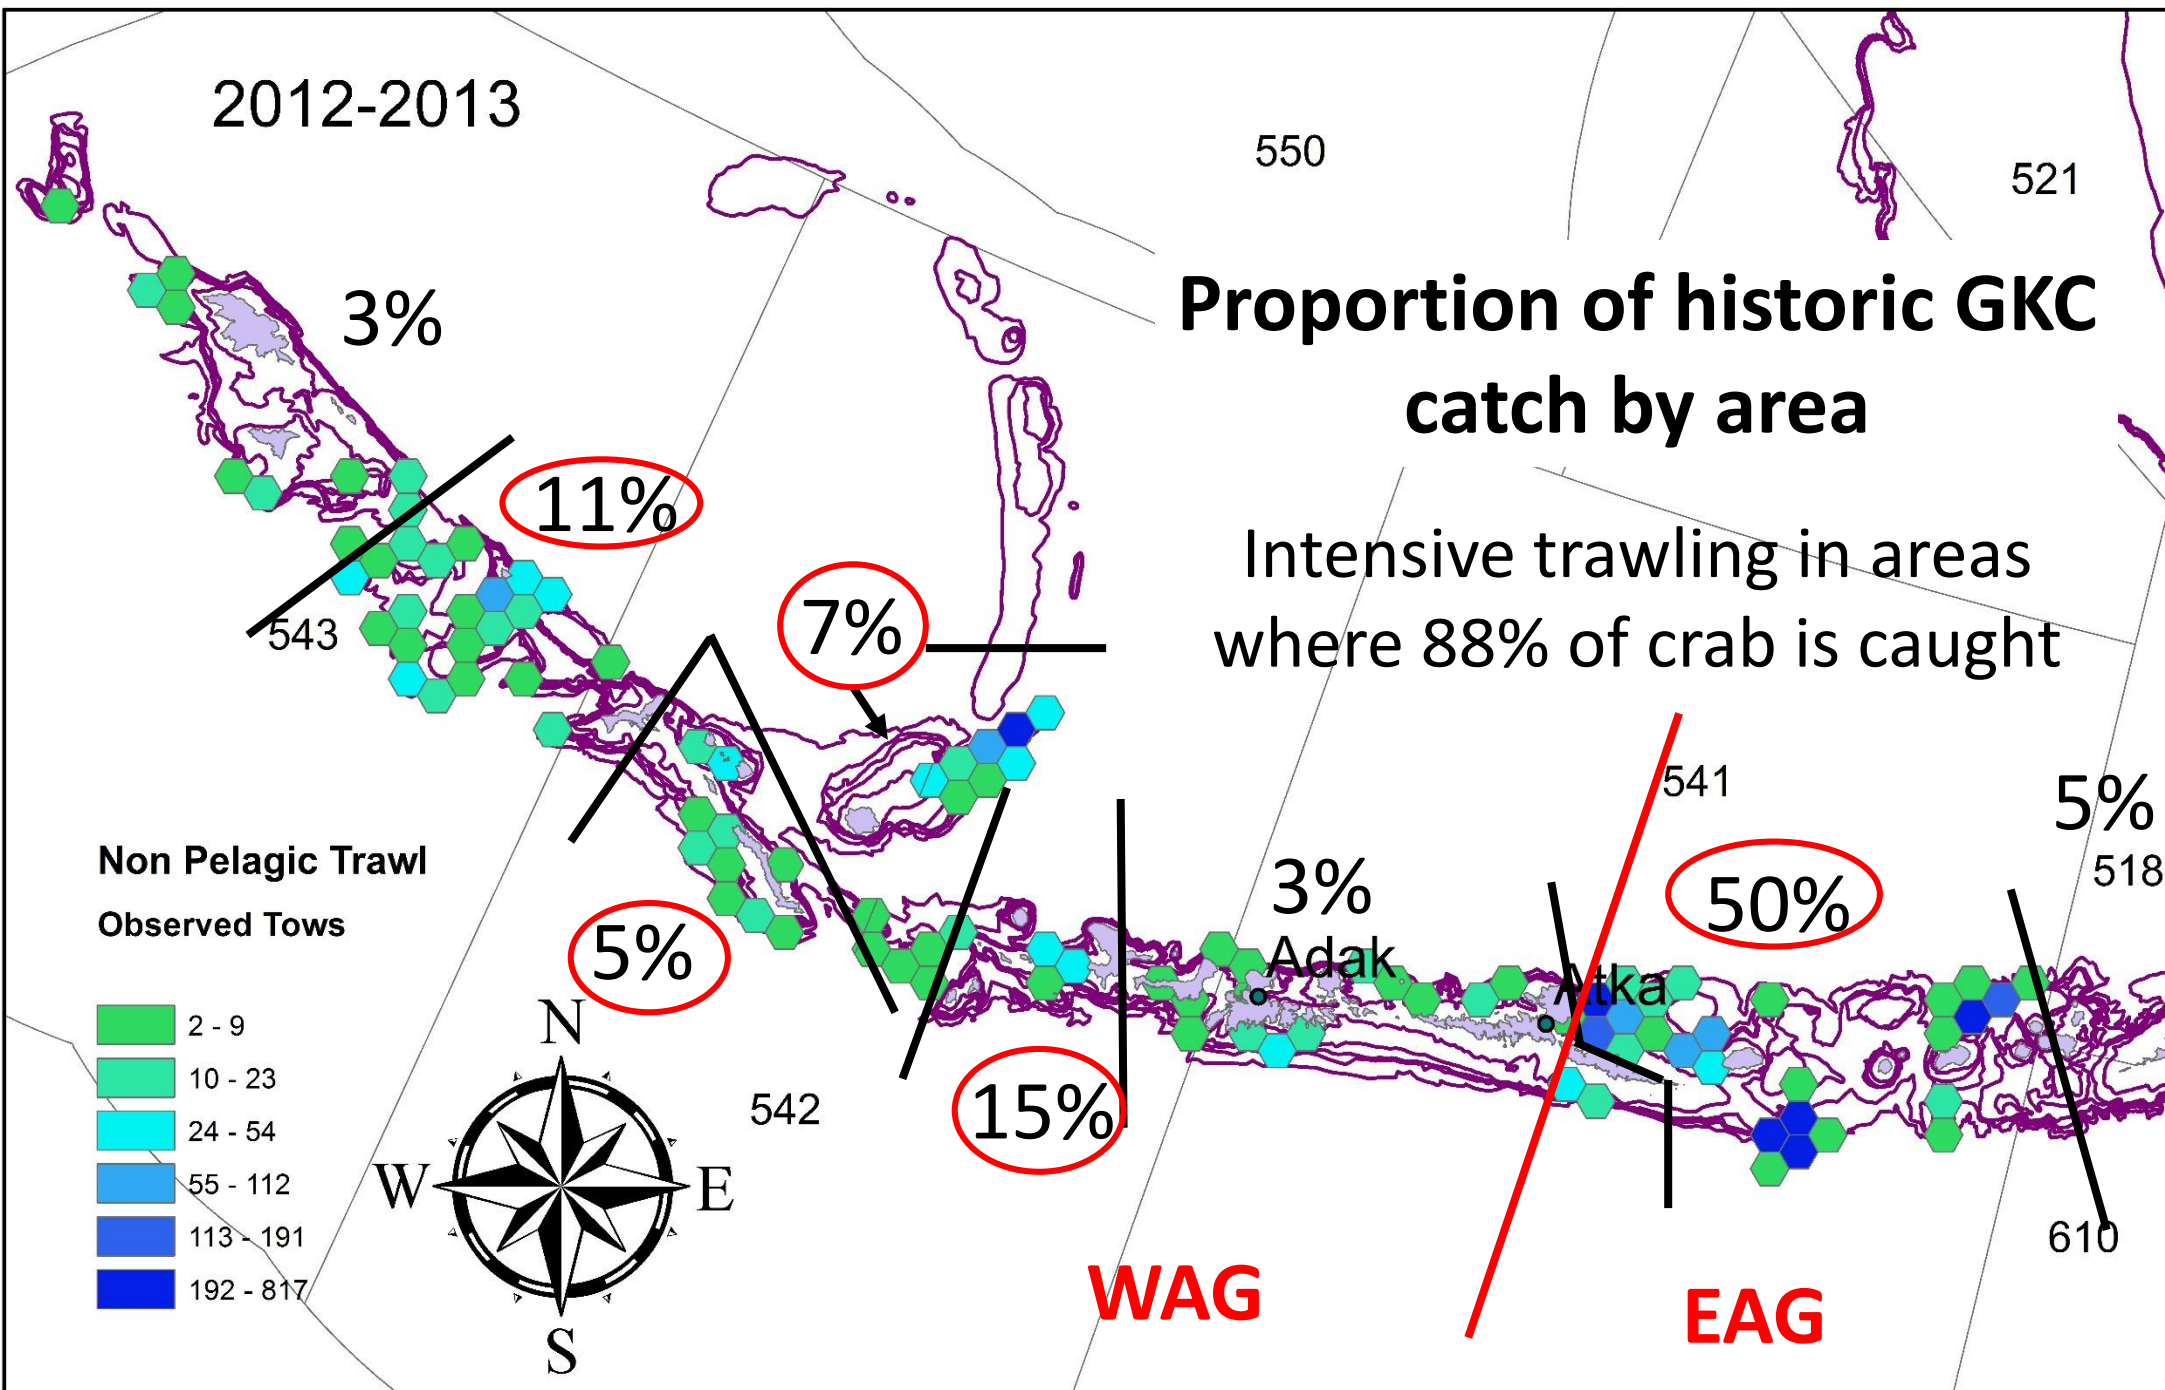 2012-2013
550
521
3%
Proportion of historic GKC
catch by area
11%
Intensive trawling in areas
where 88% of crab is caught
7%
543
541
5%
518
3%
50%
Adak
Atka
5%
15%
542
610
Non Pelagic Trawl
Observed Tows
2 - 9
10 - 23
24 - 54
55 - 112
113 - 191
192 - 817
N
W
E
S
WAG
EAG